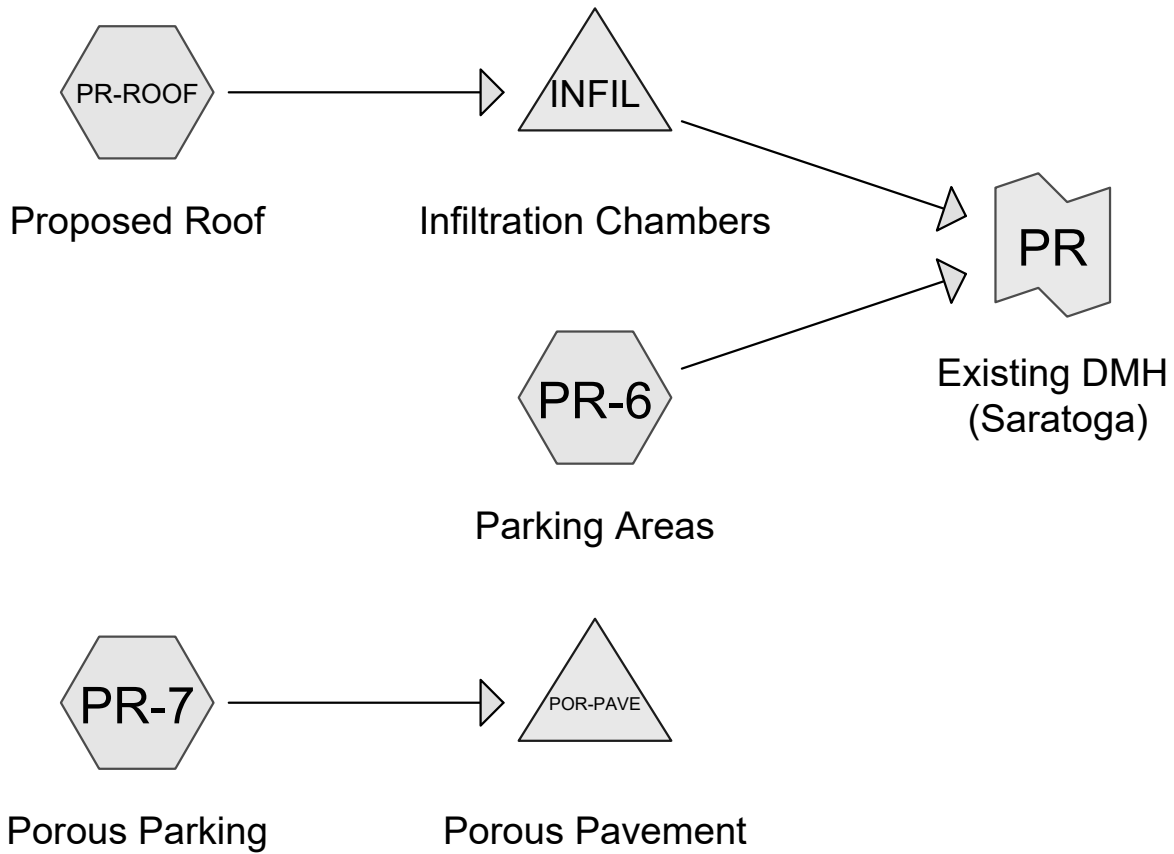 PR-ROOF
Proposed Roof
INFIL
Infiltration Chambers
PR
Existing DMH
(Saratoga)
PR-6
Parking Areas
PR-7
Porous Parking
POR-PAVE
Porous Pavement